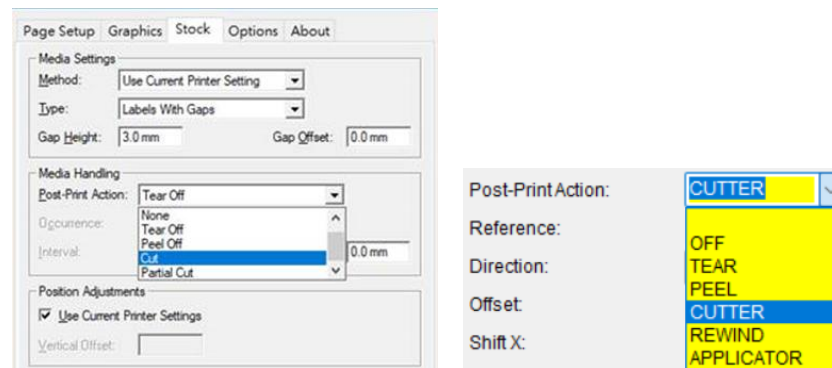 Page Setup Graphics Stock Options About
Media Settings
Method: Use Current Printer Setting
Type: Labels With Gaps
Gap Height: 3.0 mm Gap Offset: 0.0 mm
Media Handling
Post-Print Action: Tear Off
Occurrence:
None
Tear Off
Peel Off
Interval:
Cut
0.0 mm
Partial Cut
Position Adjustments
Use Current Printer Settings
Vertical Offset:
Post-Print Action: CUTTER
Reference:
OFF
Direction:
TEAR
PEEL
Offset:
CUTTER
Shift X:
REWIND
APPLICATOR